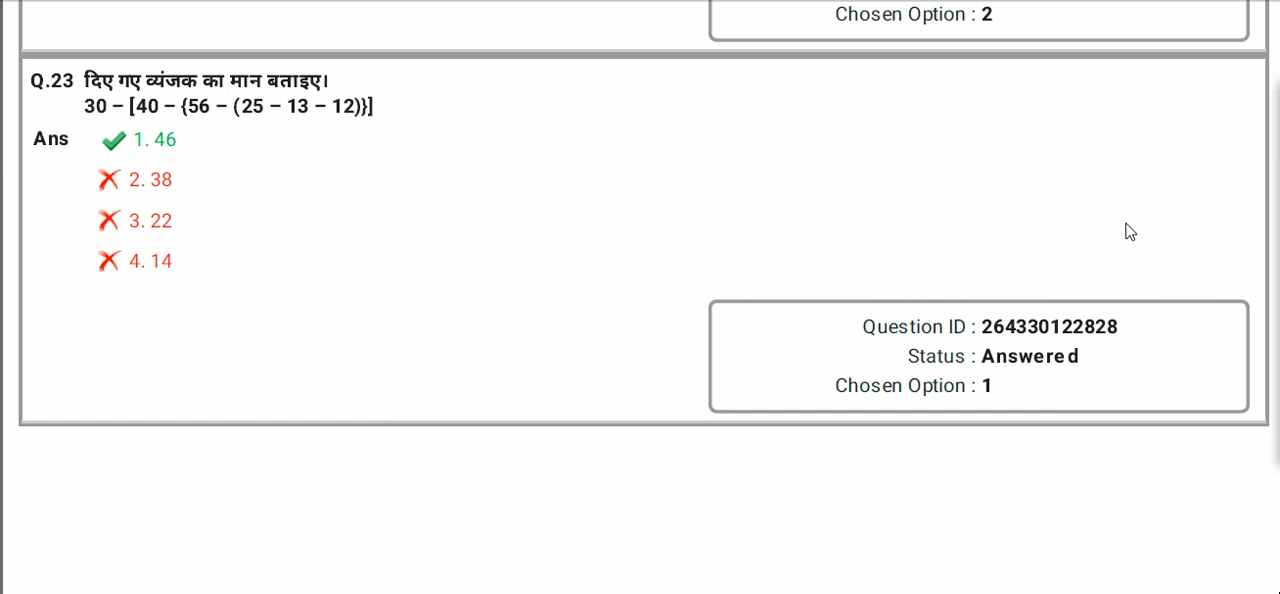 Chosen Option : 2
Q.23 दिए गए व्यंजक का मान बताइए।
30 – [40 – {56 – (25 – 13 – 12)}]
Ans 1. 46
2. 38
3. 22
4. 14
Question ID : 264330122828
Status : Answered
Chosen Option : 1